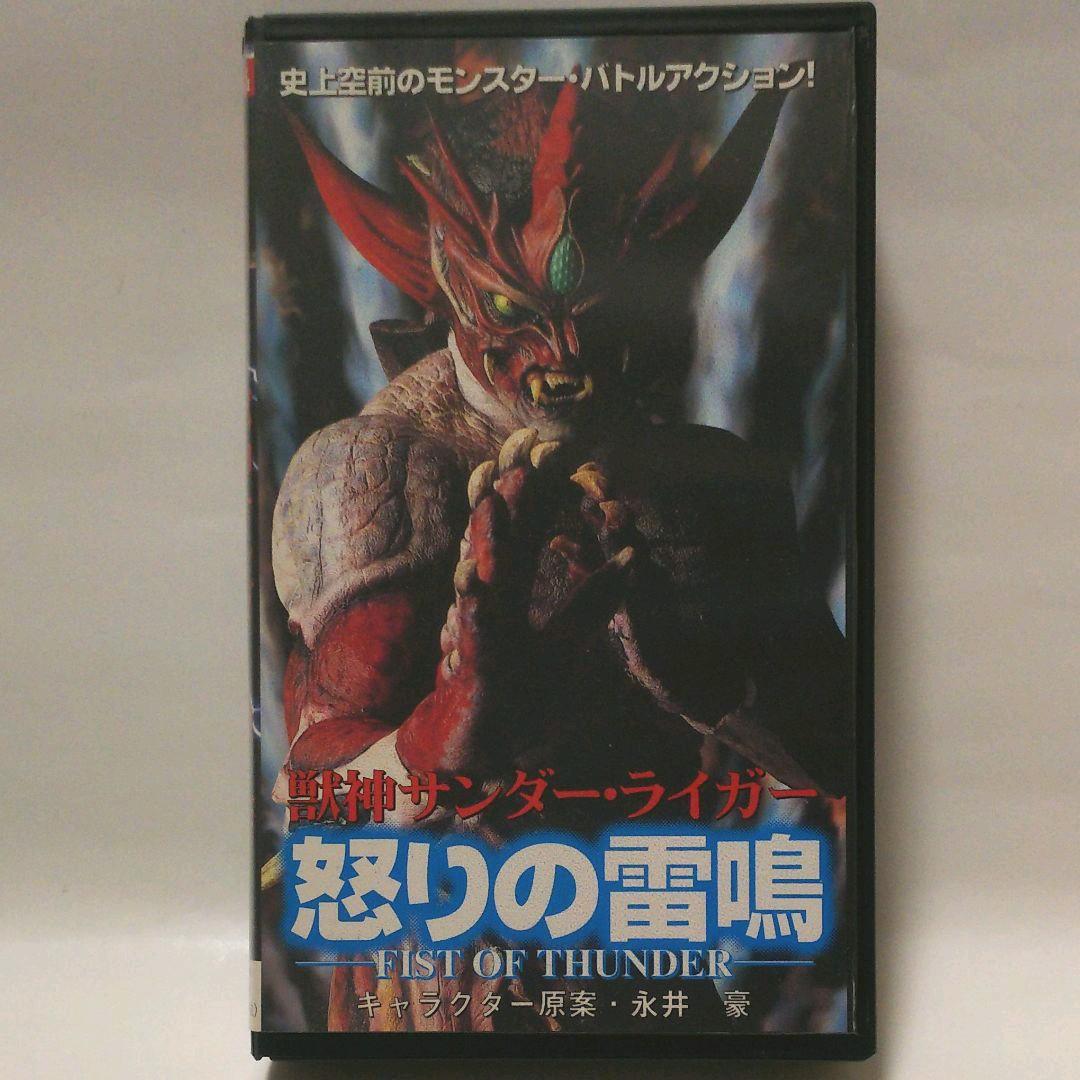 史上空前のモンスター・バトルアクション!
獣神サンダー・ライガー
怒りの雷鳴
FIST OF THUNDER
キャラクター原案・永井 豪